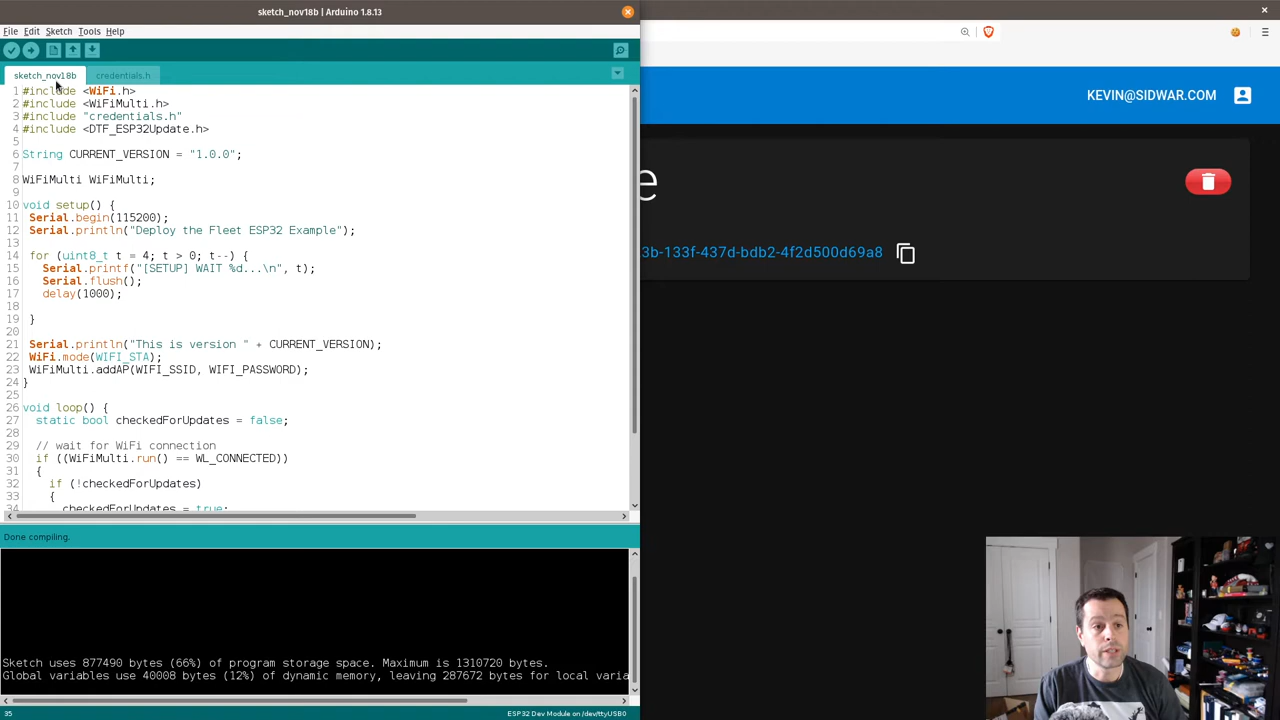 sketch_nov18b | Arduino 1.8.13
File Edit Sketch Tools Help
sketch_nov18b credentials.h
1 #include <WiFi.h>
2 #include <WiFiMulti.h>
3 #include "credentials.h"
4 #include <DTF_ESP32Update.h>
5
6 String CURRENT_VERSION = "1.0.0";
7
8 WiFiMulti WiFiMulti;
9
10 void setup() {
11 Serial.begin(115200);
12 Serial.println("Deploy the Fleet ESP32 Example");
13
14 for (uint8_t t = 4; t > 0; t--) {
15 Serial.printf("[SETUP] WAIT %d...\n", t);
16 Serial.flush();
17 delay(1000);
18
19 }
20
21 Serial.println("This is version " + CURRENT_VERSION);
22 WiFi.mode(WIFI_STA);
23 WiFiMulti.addAP(WIFI_SSID, WIFI_PASSWORD);
24 }
25
26 void loop() {
27 static bool checkedForUpdates = false;
28
29 // wait for WiFi connection
30 if ((WiFiMulti.run() == WL_CONNECTED))
31 {
32 if (!checkedForUpdates)
33 {
34 checkedForUpdates = true;
Done compiling.
Sketch uses 877490 bytes (66%) of program storage space. Maximum is 1310720 bytes.
Global variables use 40008 bytes (12%) of dynamic memory, leaving 287672 bytes for local varia
35 ESP32 Dev Module on /dev/ttyUSB0
KEVIN@SIDWAR.COM
e
3b-133f-437d-bdb2-4f2d500d69a8